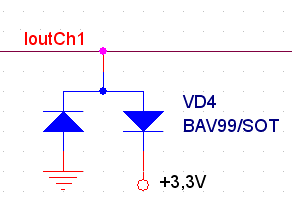 IoutCh1
VD4
BAV99/SOT
+3,3V